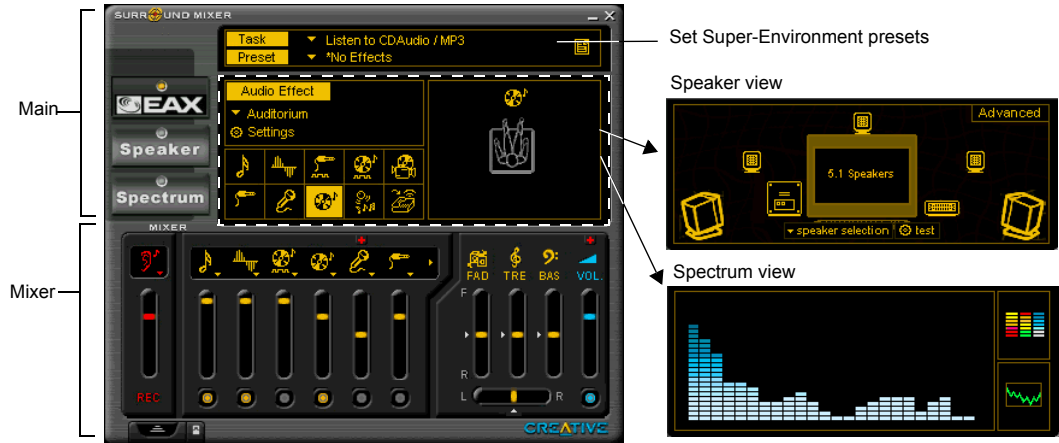 SURROUND MIXER
Task
Listen to CDAudio / MP3
Preset
*No Effects
Set Super-Environment presets
Main
EAX
Speaker
Spectrum
Audio Effect
Auditorium
Settings
Speaker view
Advanced
5.1 Speakers
speaker selection
test
Mixer
MIXER
FAD
TRE
BAS
VOL.
F
R
L
R
REC
CREATIVE
Spectrum view